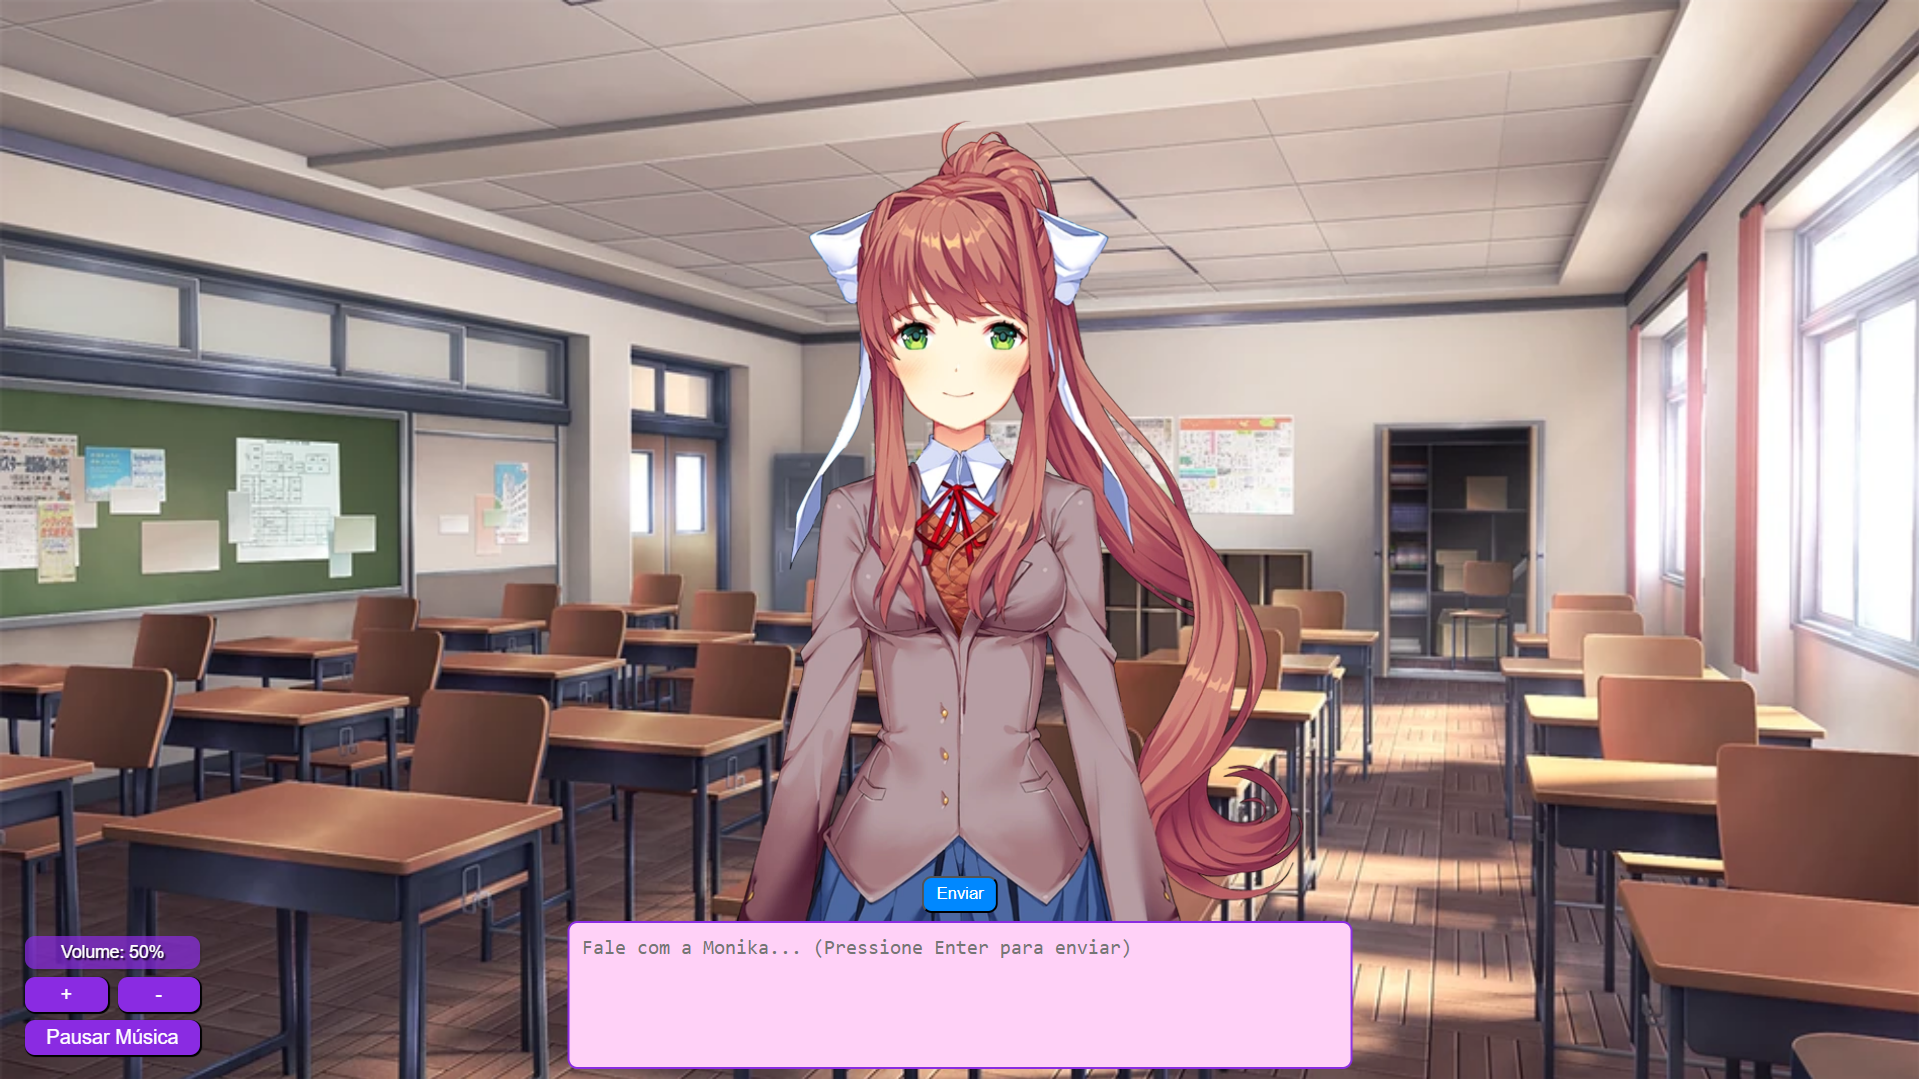 Enviar
Fale com a Monika... (Pressione Enter para enviar)
Volume: 50%
+
-
Pausar Música